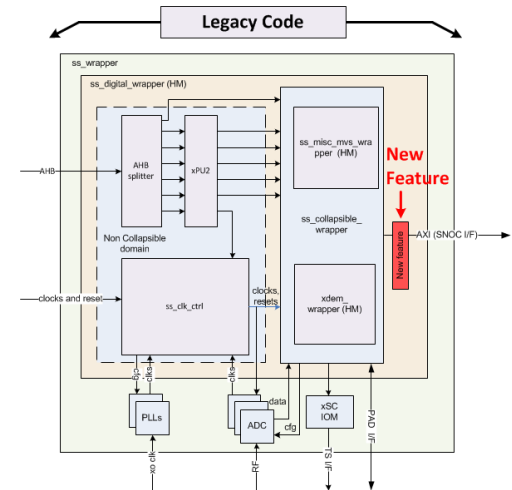 Legacy Code
ss_wrapper
ss_digital_wrapper (HM)
AHB
splitter
xPU2
ss_misc_mvs_wra
pper (HM)
New
Feature
AHB
ss_collapsible_
wrapper
New feature
AXI (SNOC I/F)
Non Collapsible
domain
clocks and reset
ss_clk_ctrl
clocks,
resets
xdem_
wrapper (HM)
cfg
clks
clks
data
cfg
PLLs
ADC
xSC
IOM
PAD I/F
xo clk
RF
TS I/F